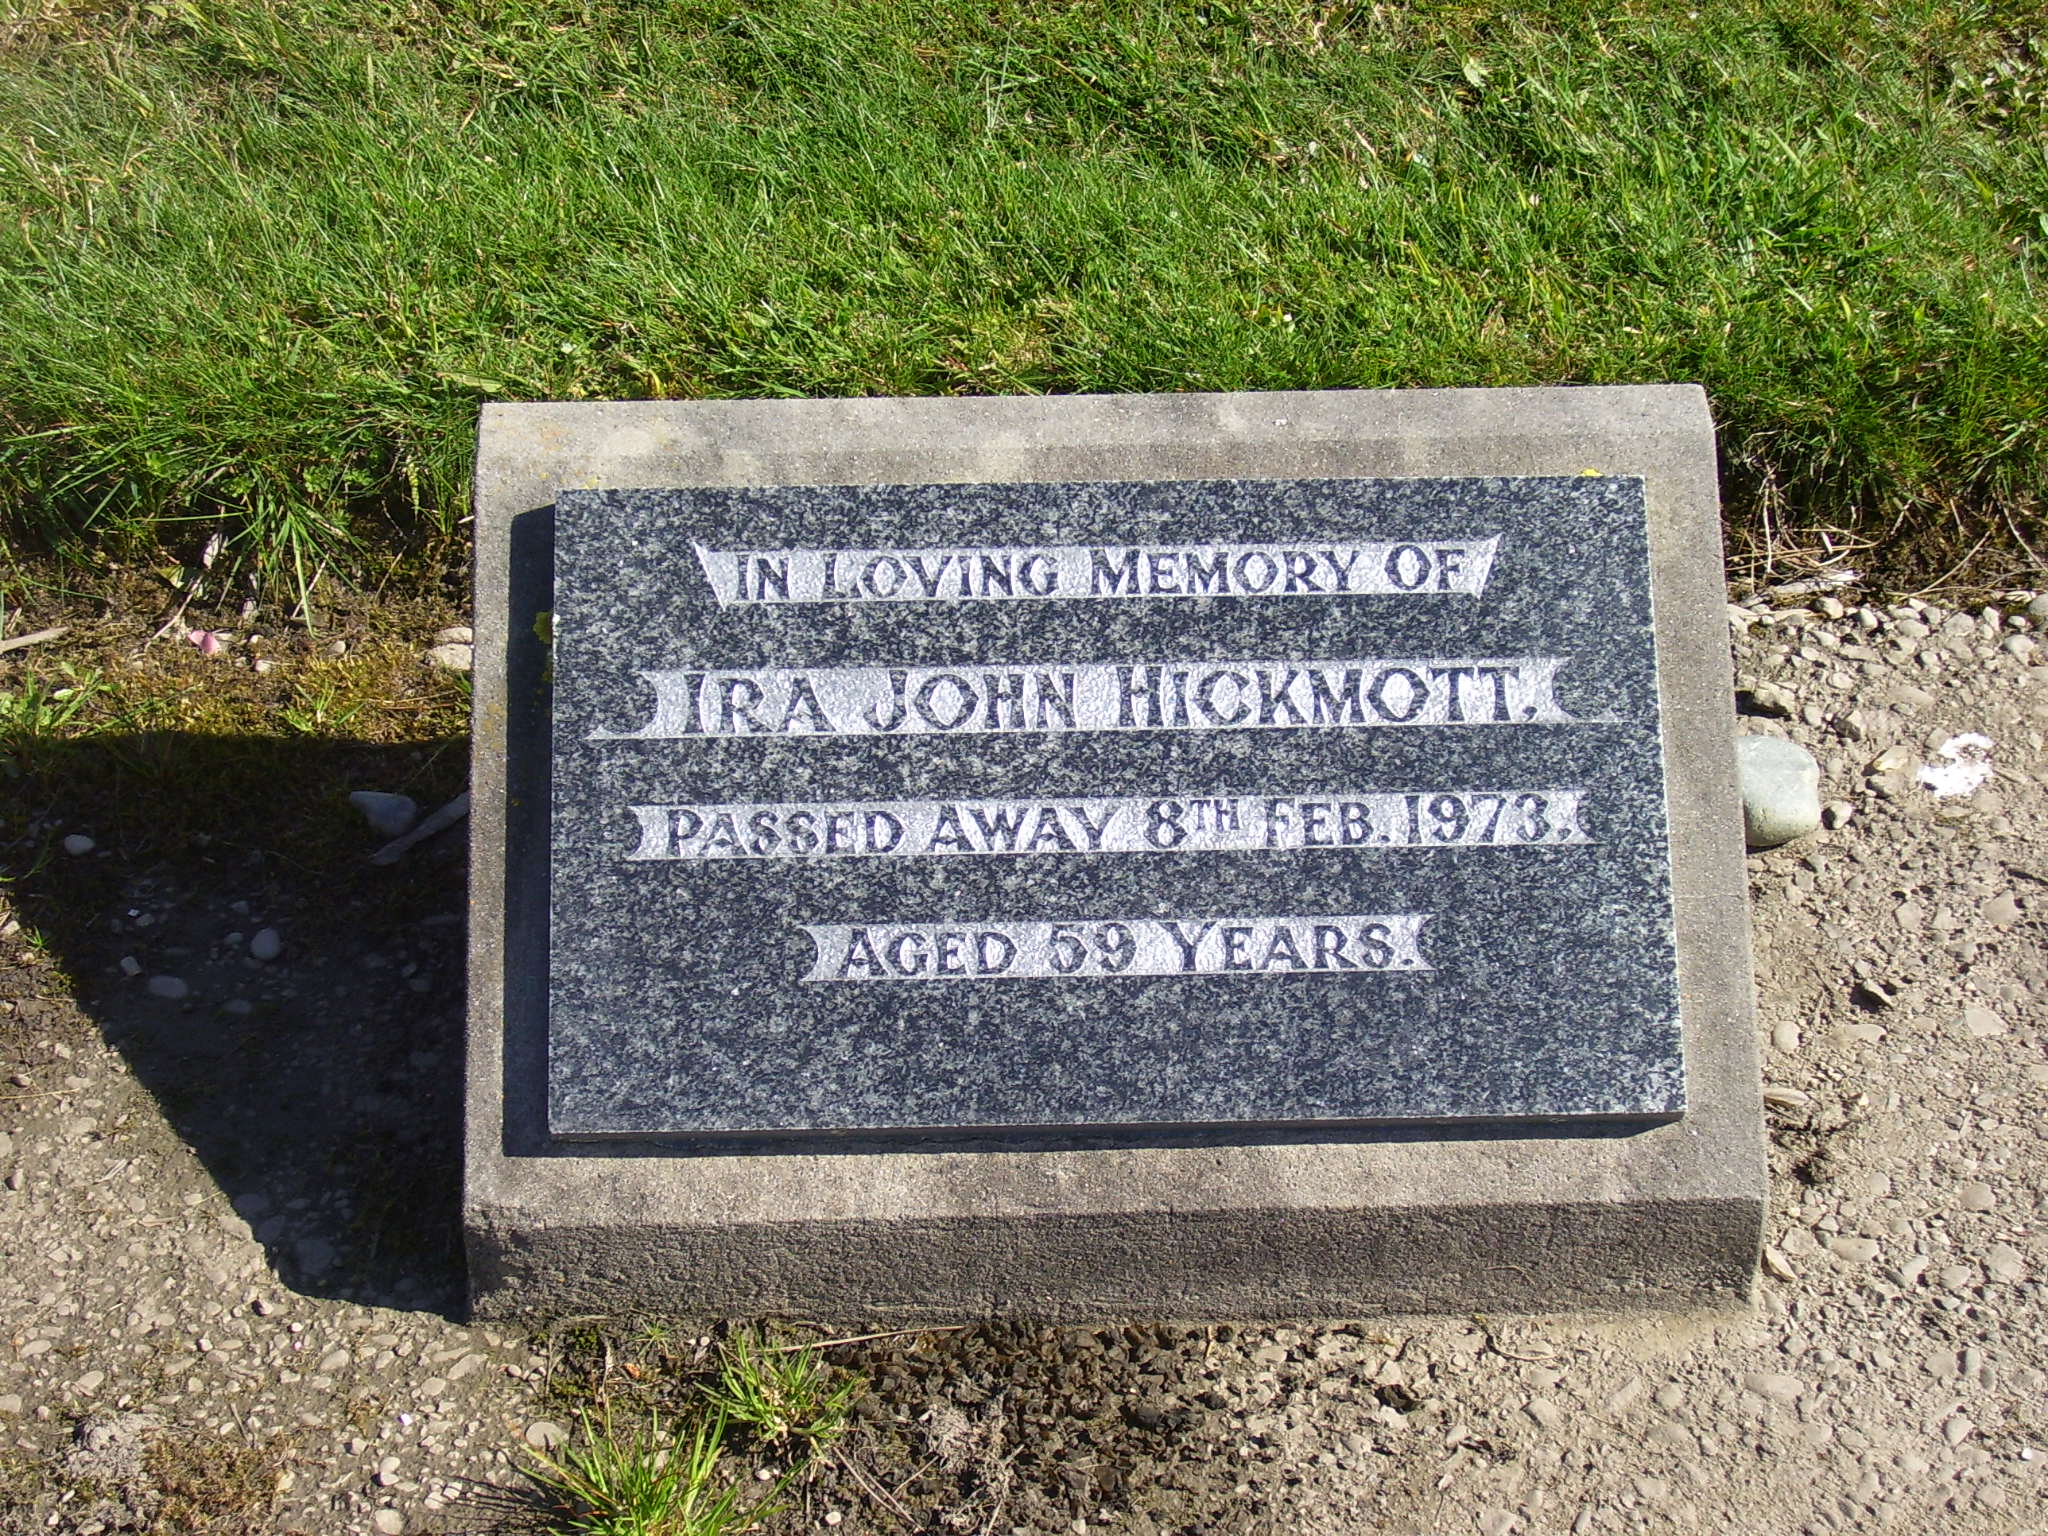 IN LOVING MEMORY OF
IRA JOHN HICKMOTT,
PASSED AWAY 8TH FEB. 1973.
AGED 59 YEARS.